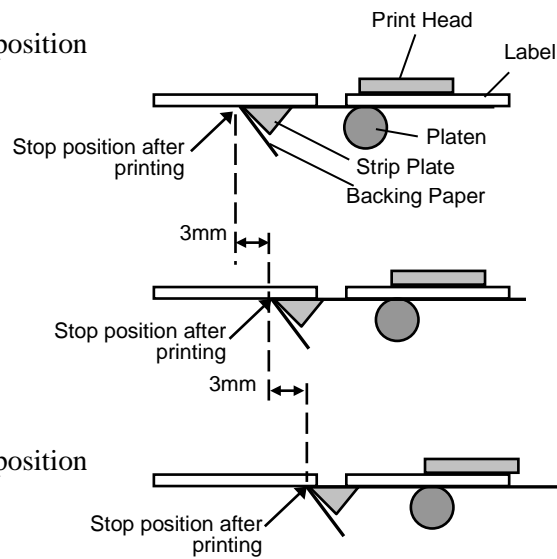 position
Print Head
Label
Platen
Stop position after
printing
Strip Plate
Backing Paper
3mm
Stop position after
printing
3mm
position
Stop position after
printing